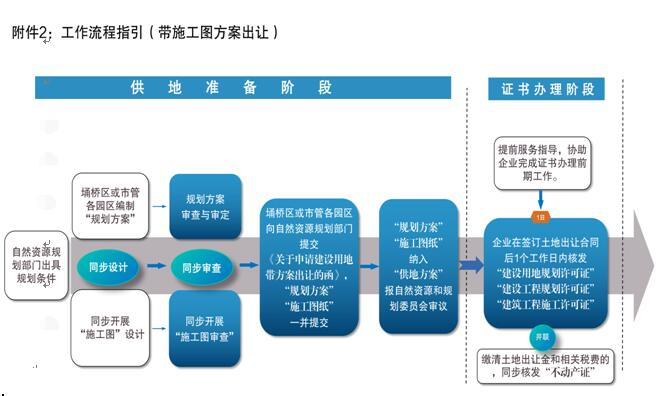 附件2：工作流程指引（带施工图方案出让）
供地准备阶段
证书办理阶段
自然资源规
划部门出具
规划条件
埇桥区或市管
各园区编制
“规划方案”
规划方案
审查与审定
同步设计
同步审查
同步开展
“施工图”设计
同步开展
“施工图审查”
埇桥区或市管各园区
向自然资源规划部门
提交
《关于申请建设用地
带方案出让的函》，
“规划方案”
“施工图纸”
一并提交
“规划方案”
“施工图纸”
纳入
“供地方案”
报自然资源和规
划委员会审议
提前服务指导，协助
企业完成证书办理前
期工作。
1日
企业在签订土地出让合同
后1个工作日内核发
“建设用地规划许可证”
“建设工程规划许可证”
“建筑工程施工许可证”
并联
缴清土地出让金和相关税费的
，同步核发“不动产证”